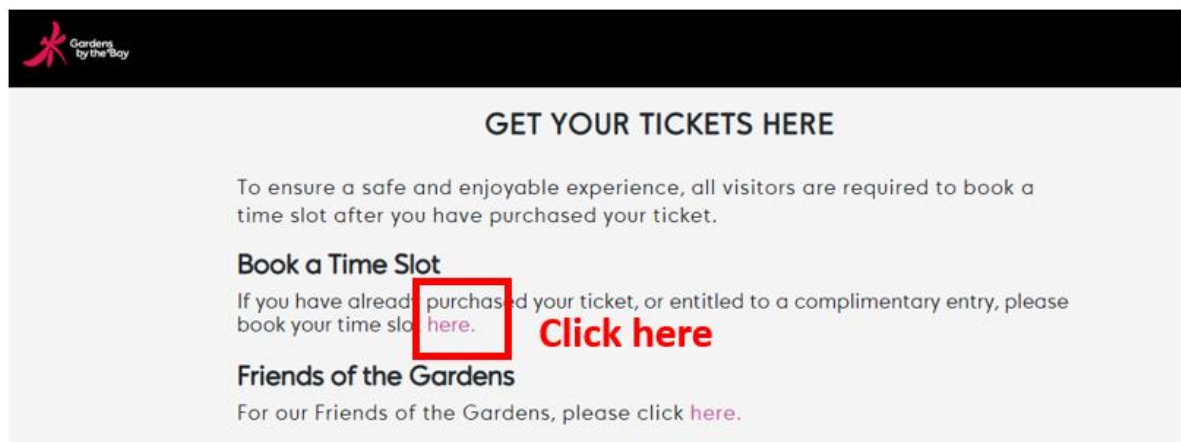 Gardens
by the Bay
GET YOUR TICKETS HERE
To ensure a safe and enjoyable experience, all visitors are required to book a
time slot after you have purchased your ticket.
Book a Time Slot
If you have already purchased your ticket, or entitled to a complimentary entry, please
book your time slot here.
Click here
Friends of the Gardens
For our Friends of the Gardens, please click here.